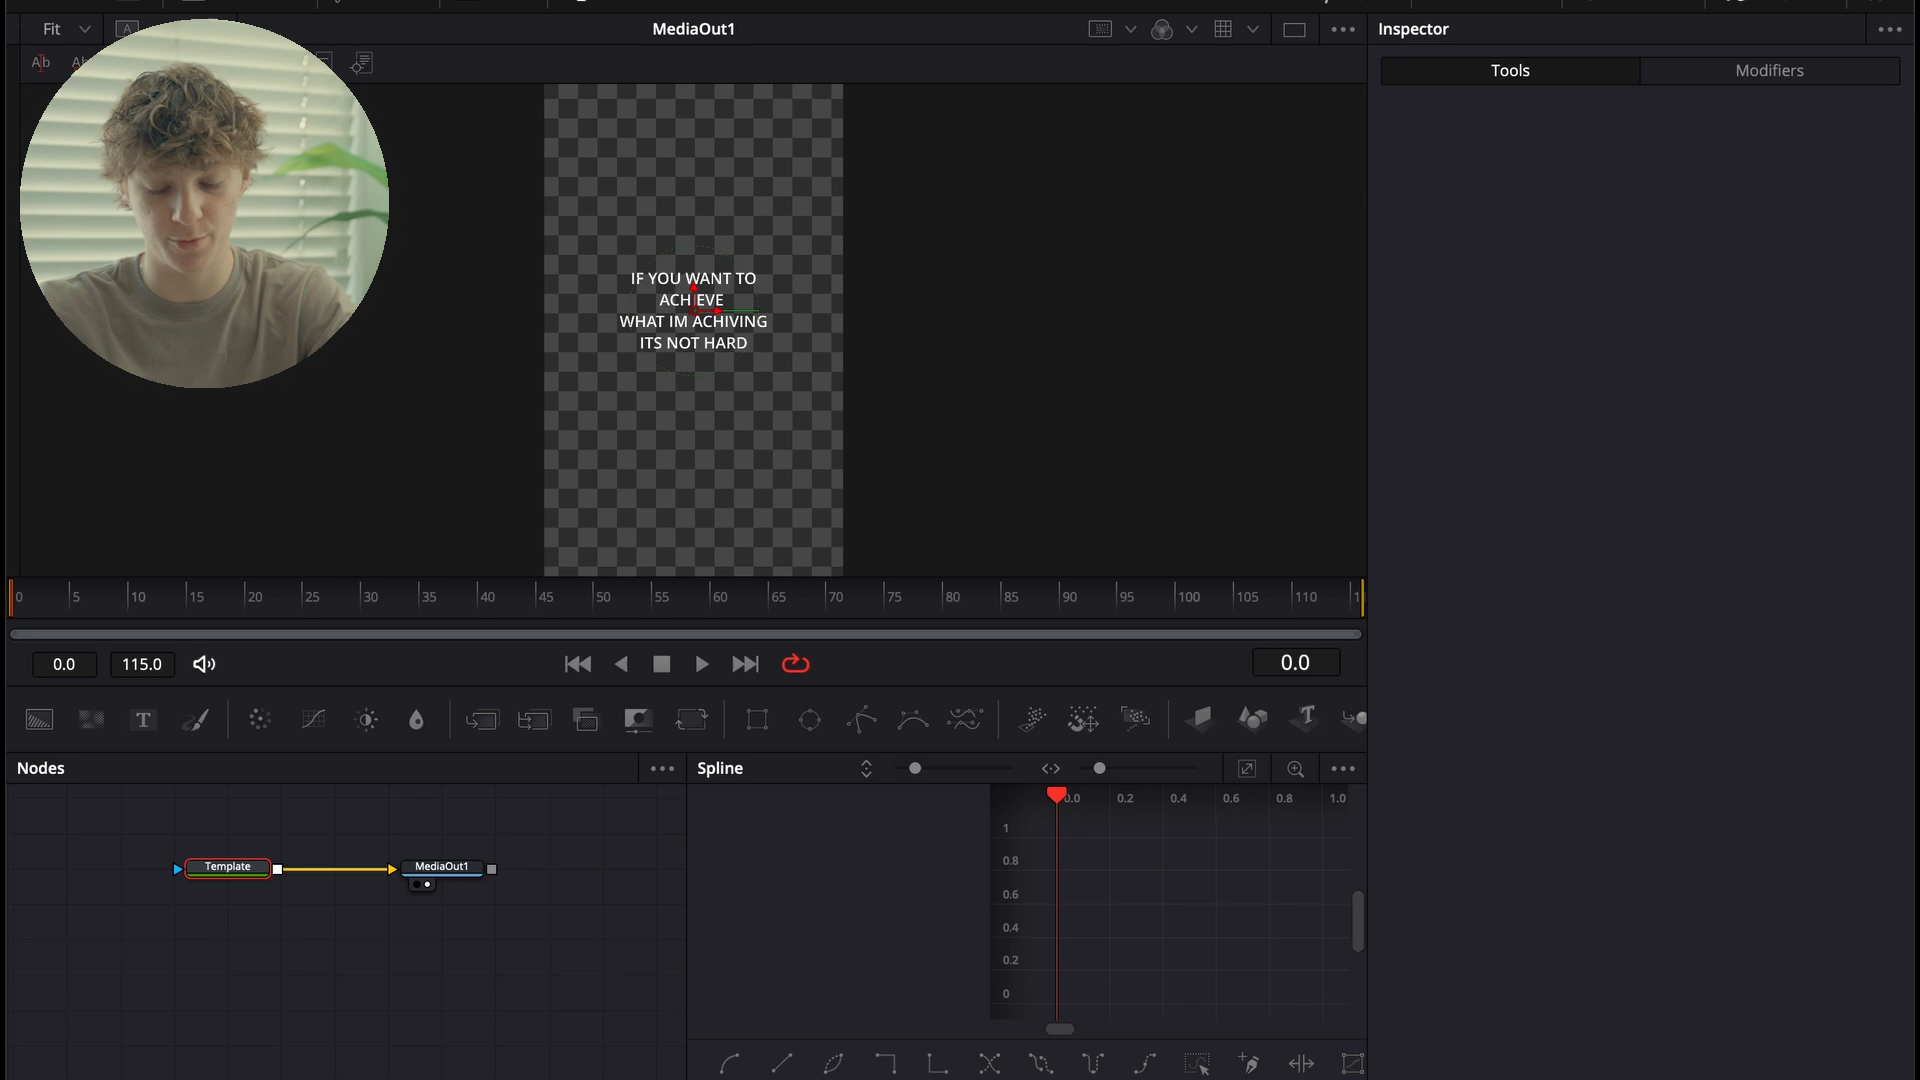 Fit
MediaOut1
Inspector
Tools
Modifiers
IF YOU WANT TO
ACHIEVE
WHAT IM ACHIVING
ITS NOT HARD
0 5 10 15 20 25 30 35 40 45 50 55 60 65 70 75 80 85 90 95 100 105 110
0.0
115.0
0.0
Nodes
Spline
Template
MediaOut1
0.0 0.2 0.4 0.6 0.8 1.0
1
0.8
0.6
0.4
0.2
0